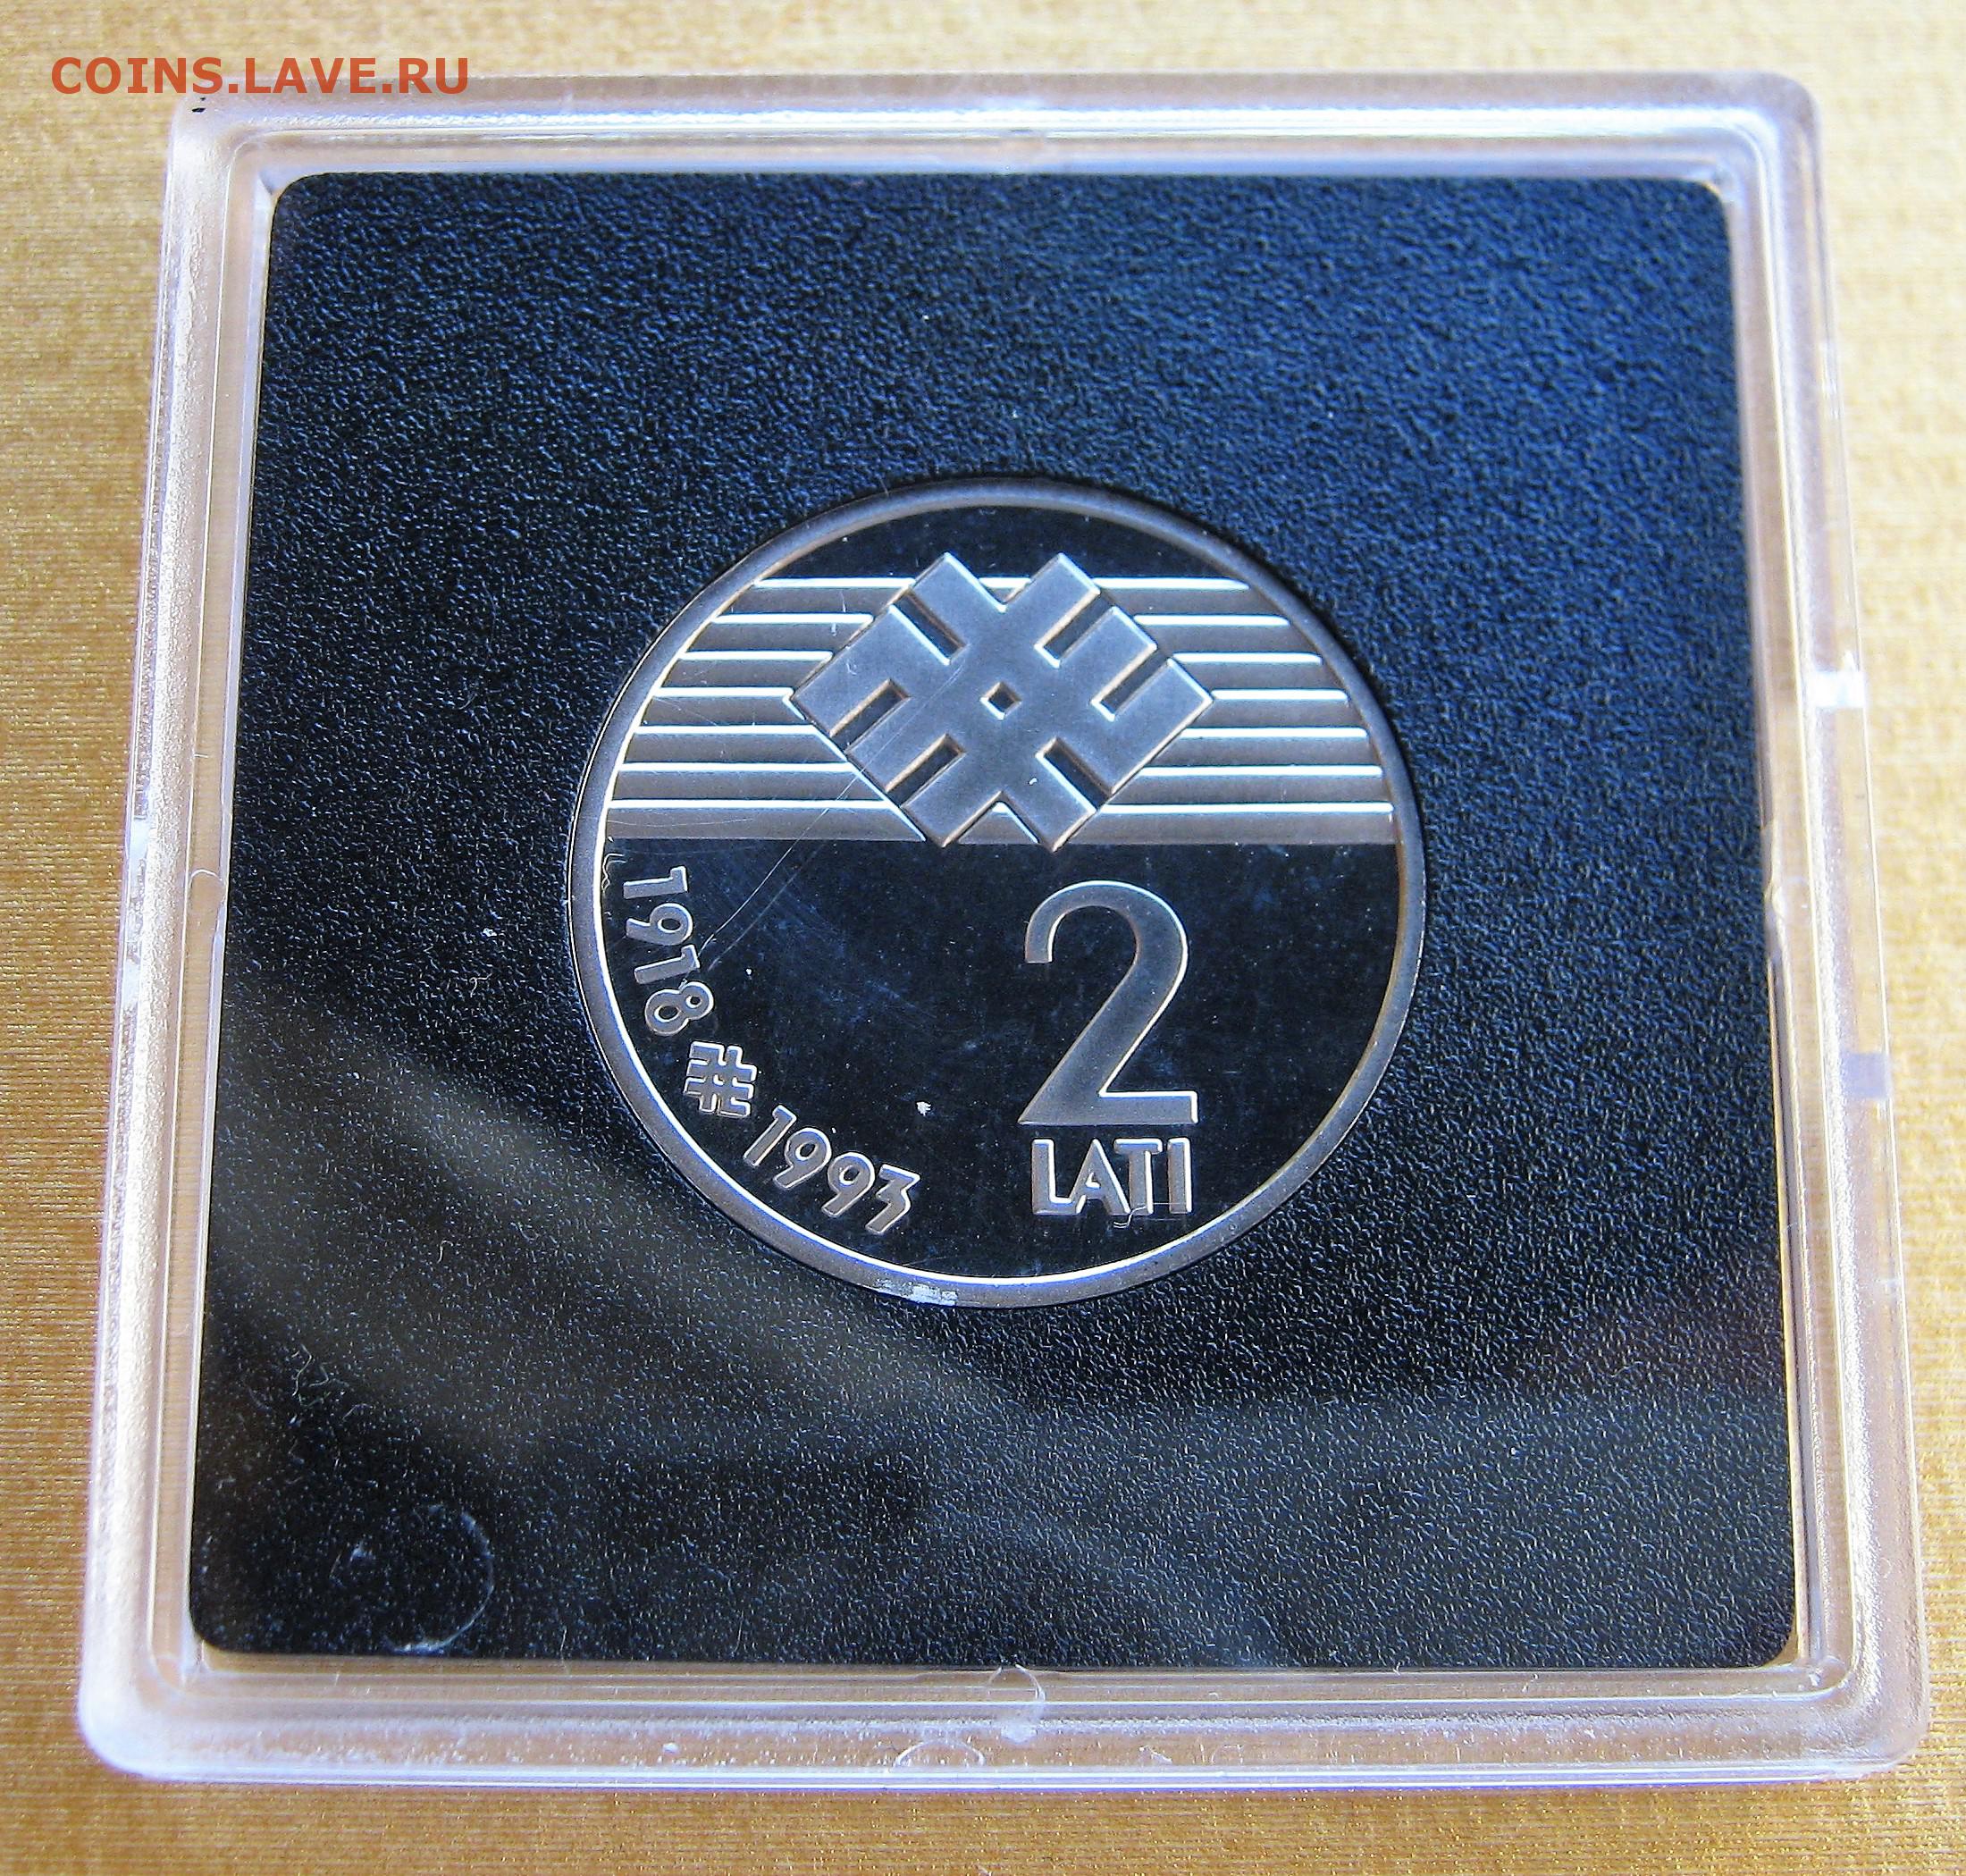 COINS.LAVE.RU
1918 1993
2
LATI